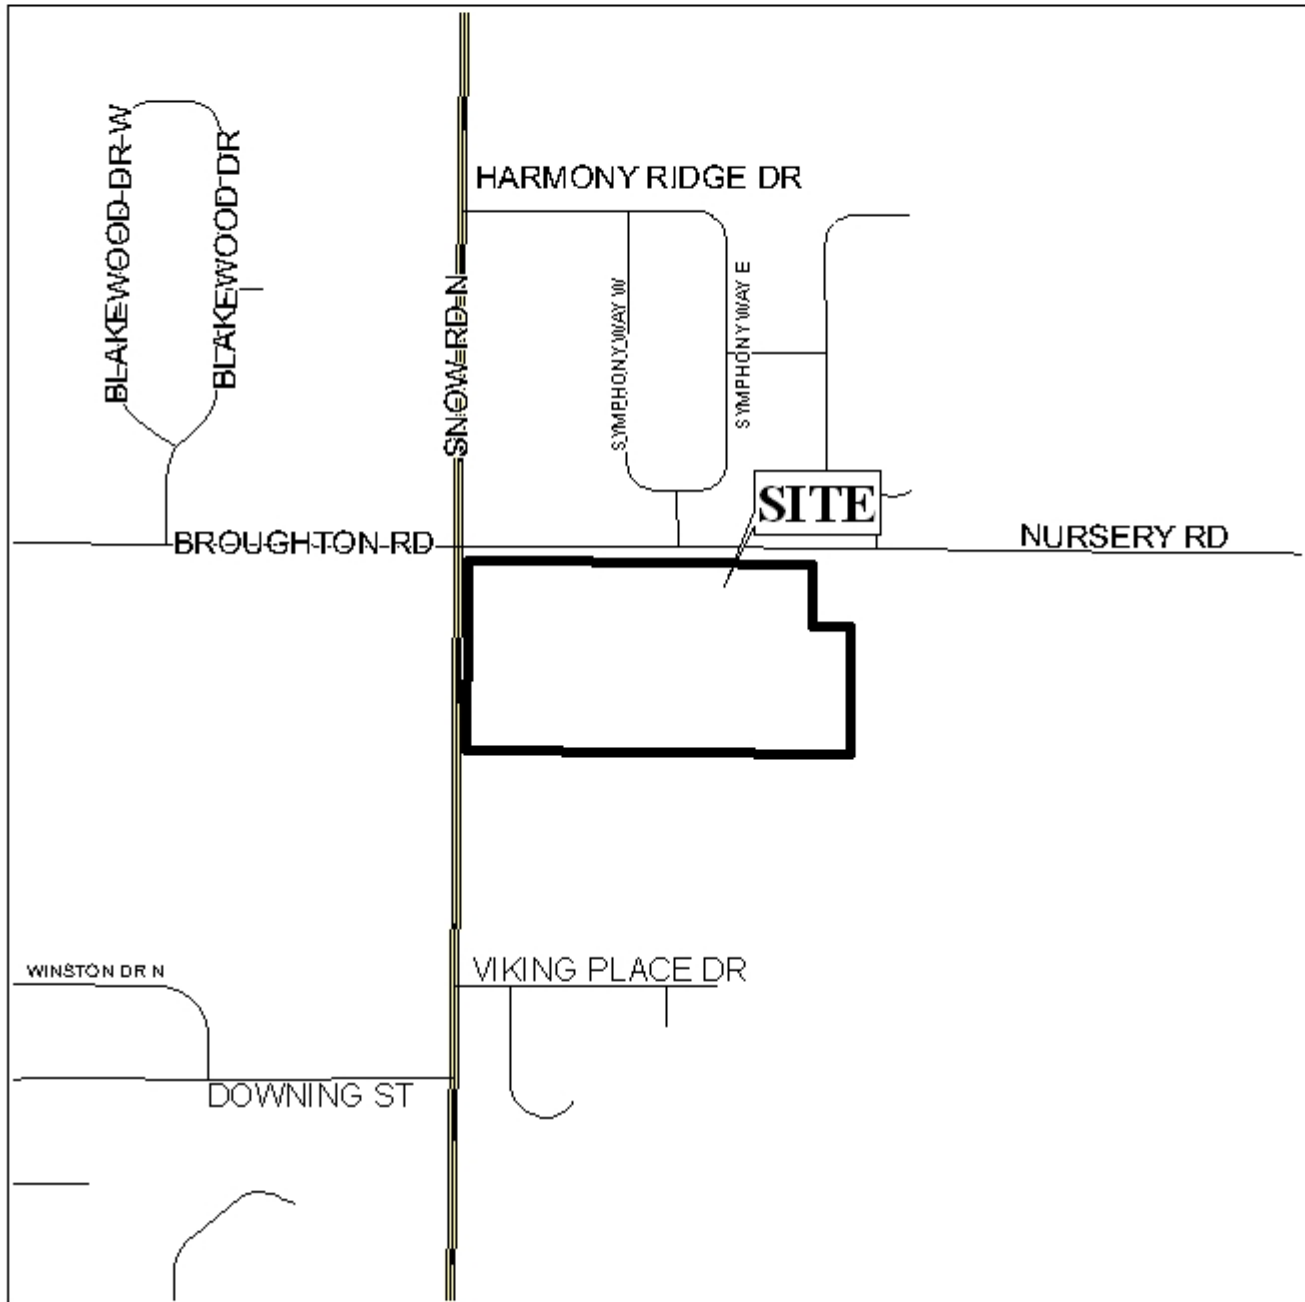 BLAKEWOOD DR W
BLAKEWOOD DR
HARMONY RIDGE DR
SNOW RD N
SYMPHONY WAY W
SYMPHONY WAY E
SITE
BROUGHTON RD
NURSERY RD
WINSTON DR N
VIKING PLACE DR
DOWNING ST